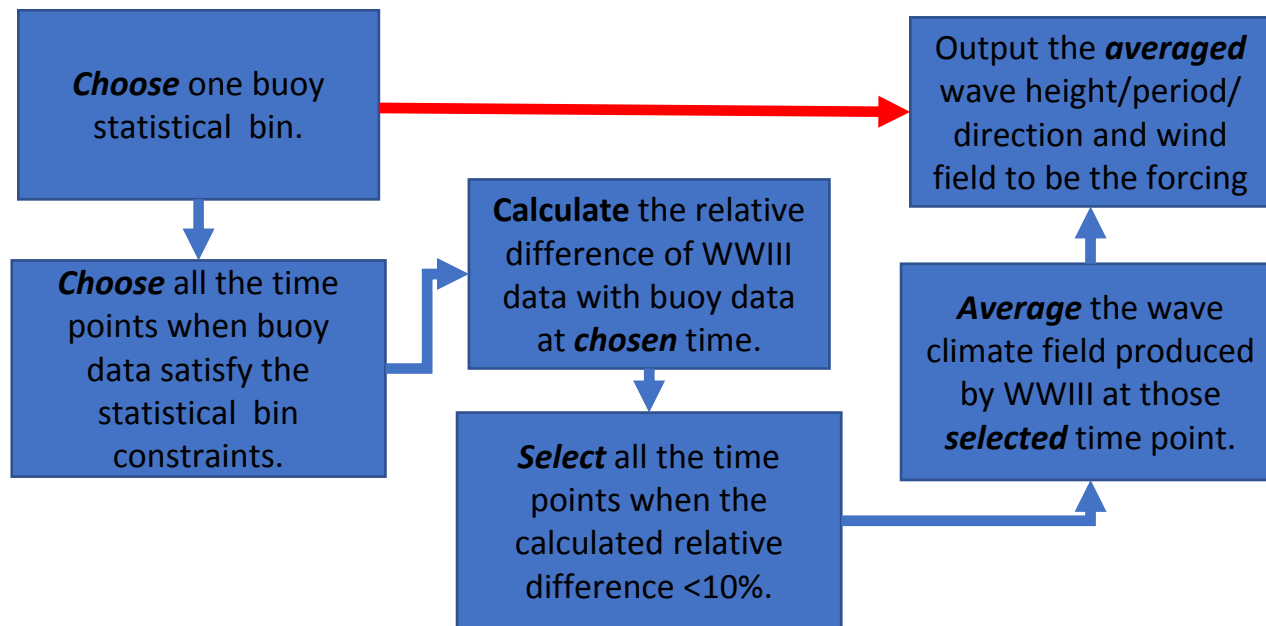 Choose one buoy
statistical bin.
Choose all the time
points when buoy
data satisfy the
statistical bin
constraints.
Calculate the relative
difference of WWIII
data with buoy data
at chosen time.
Select all the time
points when the
calculated relative
difference <10%.
Average the wave
climate field produced
by WWIII at those
selected time point.
Output the averaged
wave height/period/
direction and wind
field to be the forcing